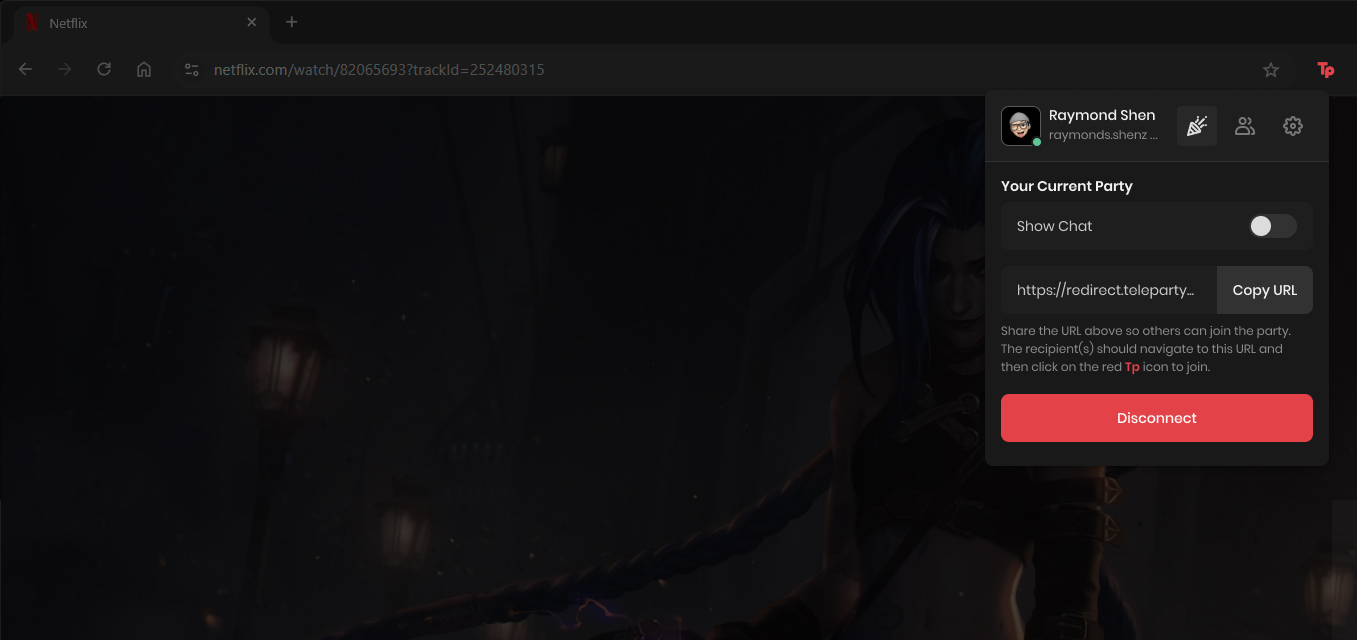 Netflix
netflix.com/watch/82065693?trackId=252480315
Tp
Raymond Shen
raymonds.shenz ...
Your Current Party
Show Chat
https://redirect.teleparty...
Copy URL
Share the URL above so others can join the party.
The recipient(s) should navigate to this URL and
then click on the red Tp icon to join.
Disconnect